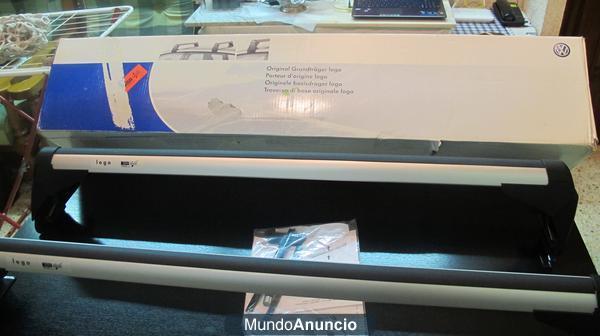 Original Grundträger logo
Porteur d'origine logo
Originele basisdrager logo
Traversa di base originale logo
logo
logo
MundoAnuncio